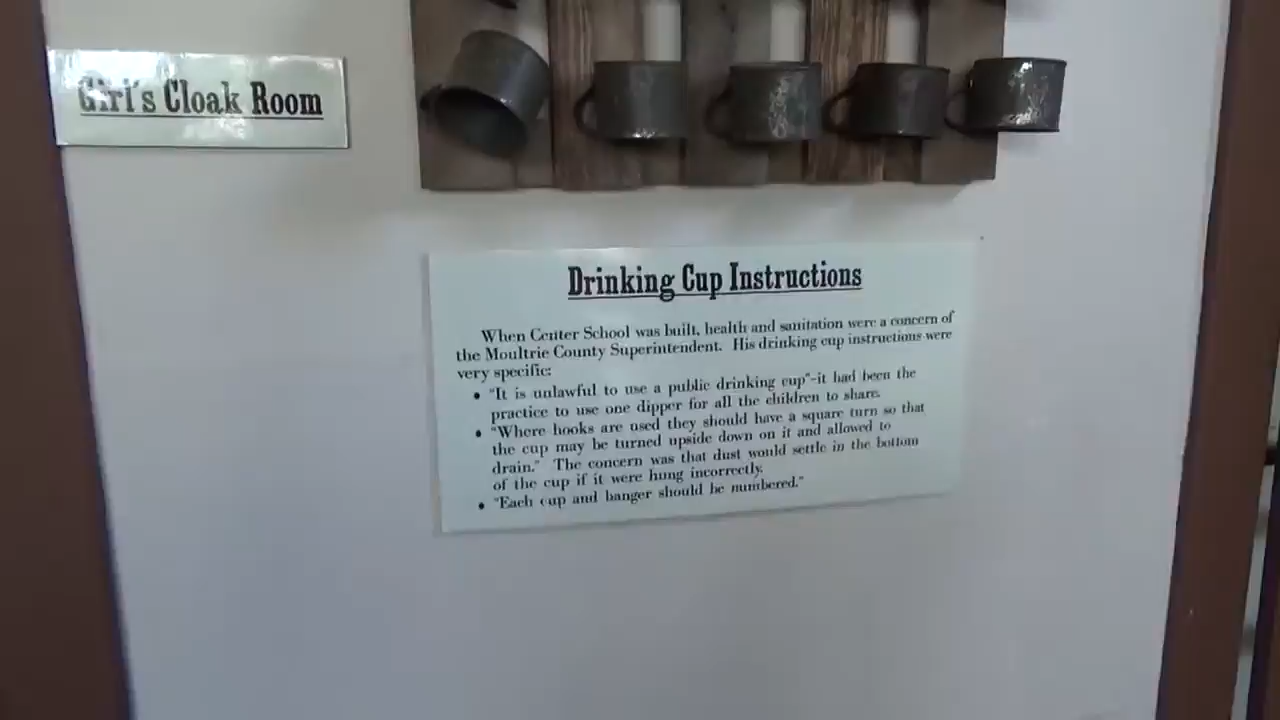 Girl's Cloak Room
Drinking Cup Instructions
When Center School was built, health and sanitation were a concern of
the Moultrie County Superintendent. His drinking cup instructions were
very specific:
• "It is unlawful to use a public drinking cup"-it had been the
practice to use one dipper for all the children to share.
• "Where hooks are used they should have a square turn so that
the cup may be turned upside down on it and allowed to
drain." The concern was that dust would settle in the bottom
of the cup if it were hung incorrectly.
• "Each cup and hanger should be numbered."